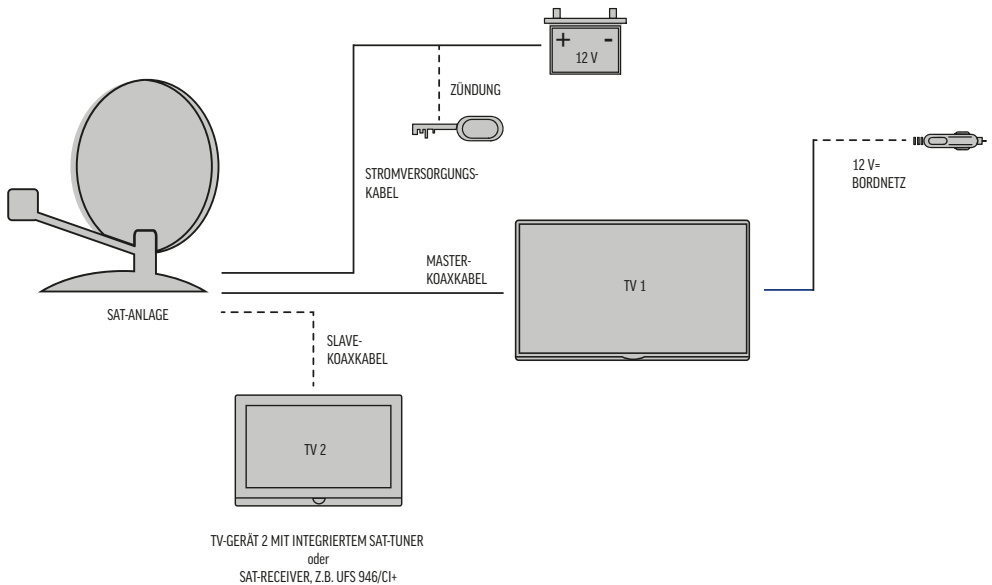 + -
12 V
ZÜNDUNG
STROMVERSORGUNGS-
KABEL
12 V=
BORDNETZ
MASTER-
KOAXKABEL
TV 1
SAT-ANLAGE
SLAVE-
KOAXKABEL
TV 2
TV-GERÄT 2 MIT INTEGRIERTEM SAT-TUNER
oder
SAT-RECEIVER, Z.B. UFS 946/CI+